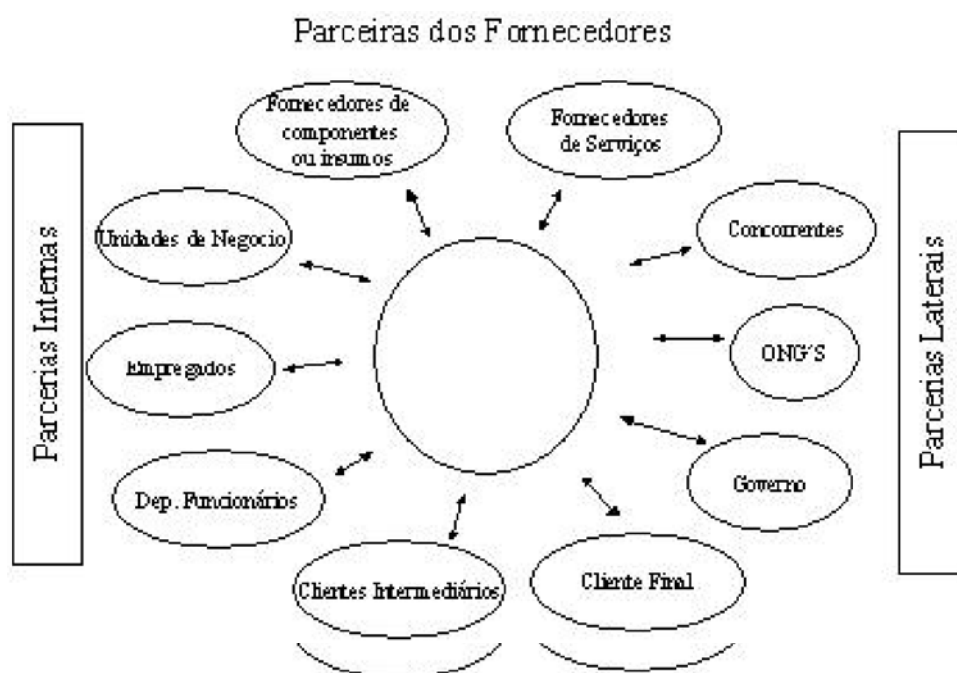 Parceiras dos Fornecedores
Fornecedores de
componentes
ou insumos
Fornecedores
de Serviços
Parcerias Internas
Unidades de Negocio
Empregados
Dep. Funcionários
Concorrentes
ONG´S
Governo
Parcerias Laterais
Clientes Intermediários
Cliente Final